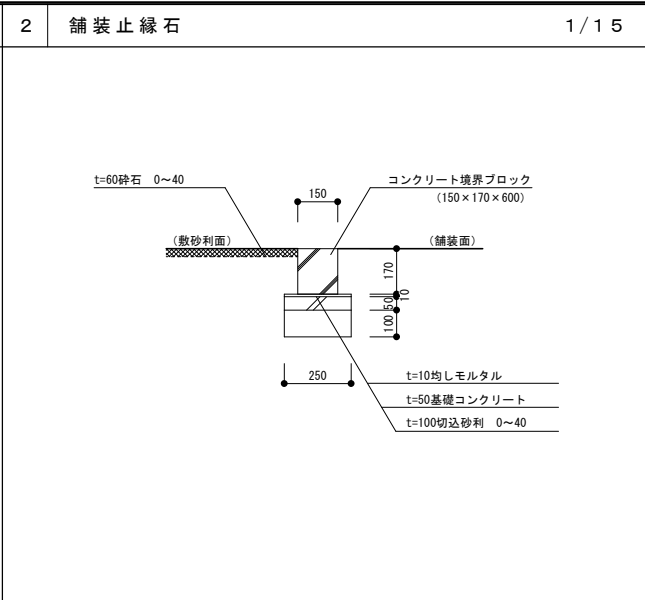 2 舗装止縁石 1/15
t=60砕石 0～40
コンクリート境界ブロック
(150×170×600)
150
(敷砂利面)
(舗装面)
170
10
50
100
250
t=10均しモルタル
t=50基礎コンクリート
t=100切込砂利 0～40